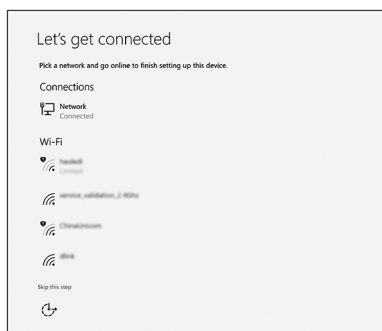 Let's get connected
Pick a network and go online to finish setting up this device.
Connections
Network
Connected
Wi-Fi
Limited
service_validation_2.4Ghz
ChinaUnicom
dlink
Skip this step